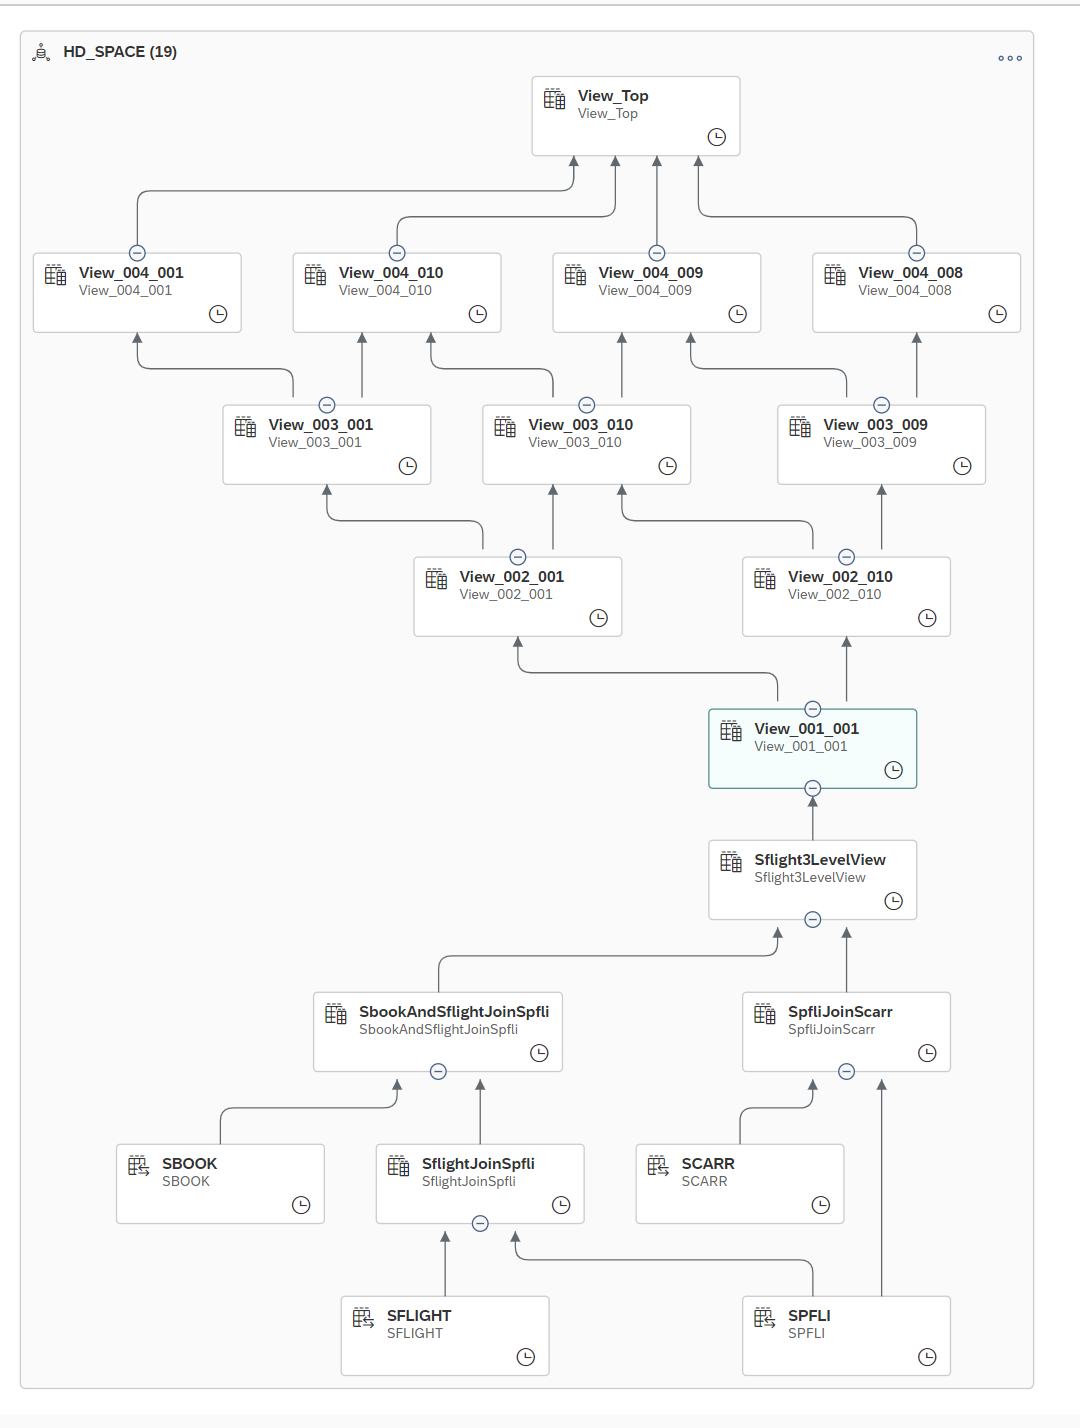 HD_SPACE (19)
View_Top
View_Top
View_004_001
View_004_001
View_004_010
View_004_010
View_004_009
View_004_009
View_004_008
View_004_008
View_003_001
View_003_001
View_003_010
View_003_010
View_003_009
View_003_009
View_002_001
View_002_001
View_002_010
View_002_010
View_001_001
View_001_001
Sflight3LevelView
Sflight3LevelView
SbookAndSflightJoinSpfli
SbookAndSflightJoinSpfli
SpfliJoinScarr
SpfliJoinScarr
SBOOK
SBOOK
SflightJoinSpfli
SflightJoinSpfli
SCARR
SCARR
SFLIGHT
SFLIGHT
SPFLI
SPFLI